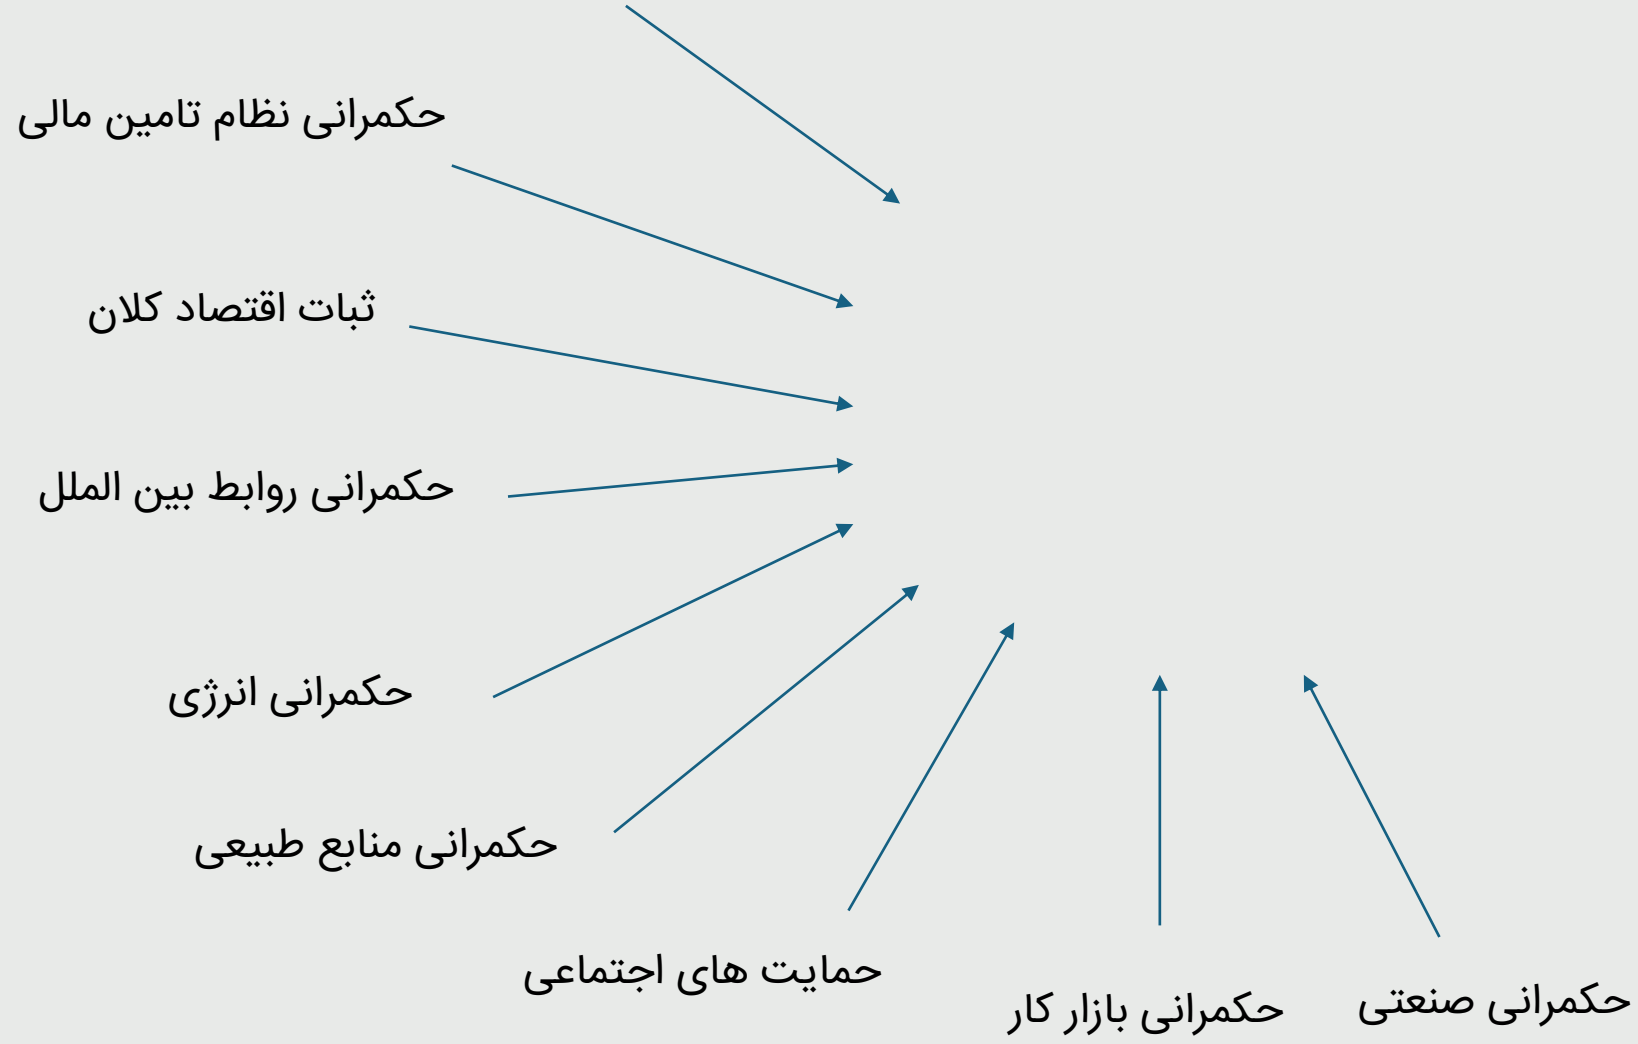 حکمرانی نظام تامین مالی
ثبات اقتصاد کلان
حکمرانی روابط بین الملل
حکمرانی انرژی
حکمرانی منابع طبیعی
حمایت های اجتماعی
حکمرانی بازار کار
حکمرانی صنعتی